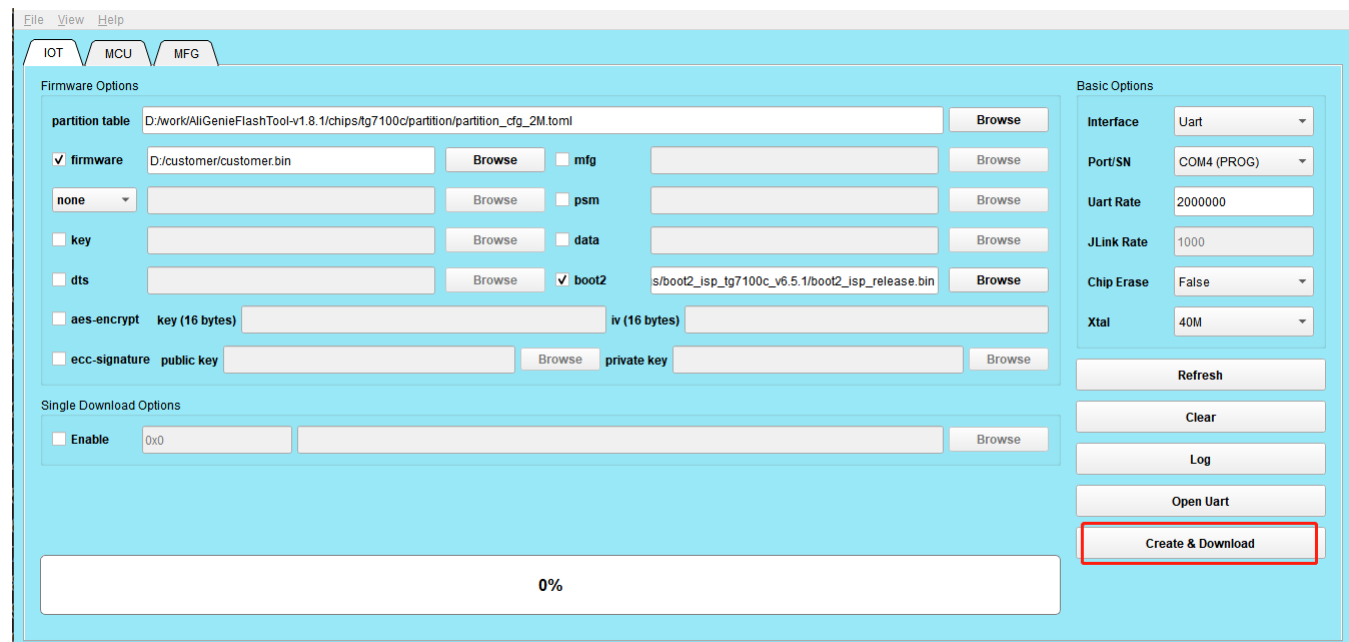 File View Help
IOT MCU MFG
Firmware Options
partition table D:/work/AliGenieFlashTool-v1.8.1/chips/tg7100c/partition/partition_cfg_2M.toml Browse
firmware D:/customer/customer.bin Browse mfg Browse
none Browse psm Browse
key Browse data Browse
dts Browse boot2 s/boot2_isp_tg7100c_v6.5.1/boot2_isp_release.bin Browse
aes-encrypt key (16 bytes) iv (16 bytes)
ecc-signature public key Browse private key Browse
Single Download Options
Enable 0x0 Browse
0%
Basic Options
Interface Uart
Port/SN COM4 (PROG)
Uart Rate 2000000
JLink Rate 1000
Chip Erase False
Xtal 40M
Refresh
Clear
Log
Open Uart
Create & Download